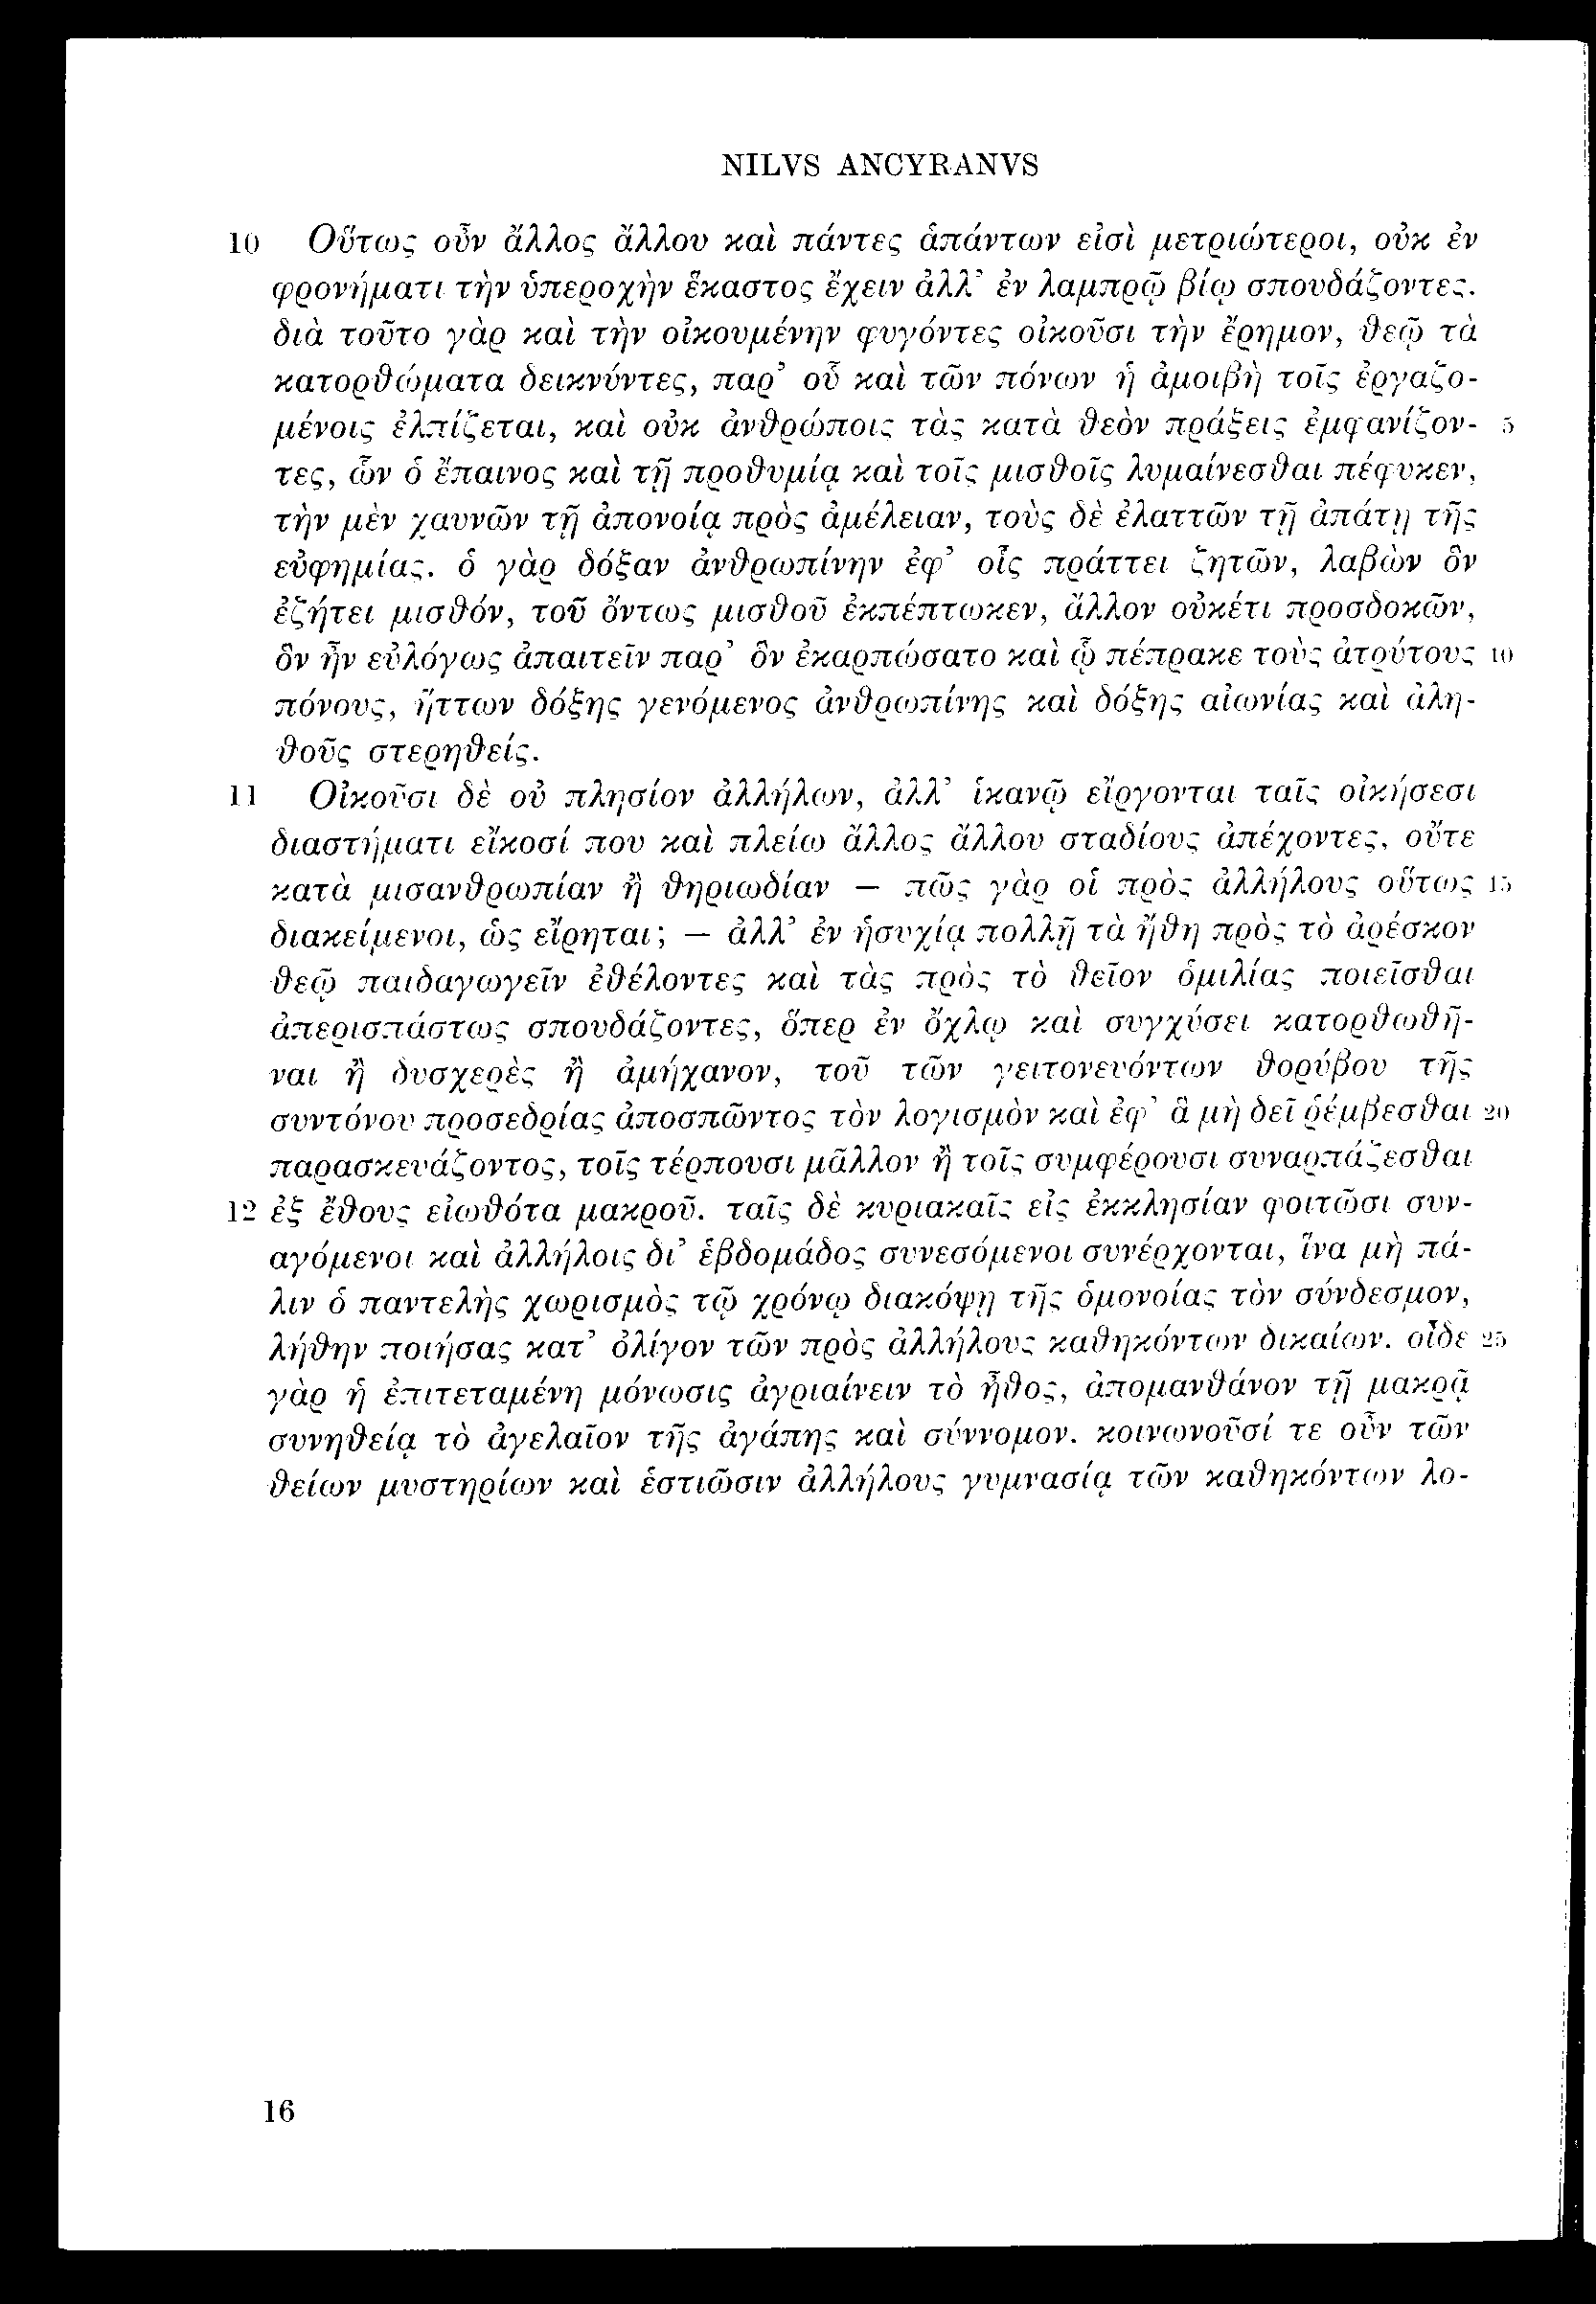 NILVS ANCYRANVS
10 Οὕτως οὖν ἄλλος ἄλλου καὶ πάντες ἁπάντων εἰσὶ μετριώτεροι, οὐκ ἐν
φρονήματι τὴν ὑπεροχὴν ἕκαστος ἔχειν ἀλλ’ ἐν λαμπρῷ βίῳ σπουδάζοντες.
διὰ τοῦτο γὰρ καὶ τὴν οἰκουμένην φυγόντες οἰκοῦσι τὴν ἔρημον, θεῷ τὰ
κατορθώματα δεικνύντες, παρ’ οὗ καὶ τῶν πόνων ἡ ἀμοιβὴ τοῖς ἐργαζο-
μένοις ἐλπίζεται, καὶ οὐκ ἀνθρώποις τὰς κατὰ θεὸν πράξεις ἐμφανίζον- 5
τες, ὧν ὁ ἔπαινος καὶ τῇ προθυμίᾳ καὶ τοῖς μισθοῖς λυμαίνεσθαι πέφυκεν,
τὴν μὲν χαυνῶν τῇ ἀπονοίᾳ πρὸς ἀμέλειαν, τοὺς δὲ ἐλαττῶν τῇ ἀπάτῃ τῆς
εὐφημίας. ὁ γὰρ δόξαν ἀνθρωπίνην ἐφ’ οἷς πράττει ζητῶν, λαβὼν ὃν
ἐζήτει μισθόν, τοῦ ὄντως μισθοῦ ἐκπέπτωκεν, ἄλλον οὐκέτι προσδοκῶν,
ὃν ἦν εὐλόγως ἀπαιτεῖν παρ’ ὃν ἐκαρπώσατο καὶ ᾧ πέπρακε τοὺς ἀτρύτους 10
πόνους, ἥττων δόξης γενόμενος ἀνθρωπίνης καὶ δόξης αἰωνίας καὶ ἀλη-
θοῦς στερηθείς.
11 Οἰκοῦσι δὲ οὐ πλησίον ἀλλήλων, ἀλλ’ ἱκανῷ εἴργονται ταῖς οἰκήσεσι
διαστήματι εἴκοσί που καὶ πλείω ἄλλος ἄλλου σταδίους ἀπέχοντες, οὔτε
κατὰ μισανθρωπίαν ἢ θηριωδίαν – πῶς γὰρ οἱ πρὸς ἀλλήλους οὕτως 15
διακείμενοι, ὡς εἴρηται; – ἀλλ’ ἐν ἡσυχίᾳ πολλῇ τὰ ἤθη πρὸς τὸ ἀρέσκον
θεῷ παιδαγωγεῖν ἐθέλοντες καὶ τὰς πρὸς τὸ θεῖον ὁμιλίας ποιεῖσθαι
ἀπερισπάστως σπουδάζοντες, ὅπερ ἐν ὄχλῳ καὶ συγχύσει κατορθωθῆ-
ναι ἢ δυσχερὲς ἢ ἀμήχανον, τοῦ τῶν γειτονευόντων θορύβου τῆς
συντόνου προσεδρίας ἀποσπῶντος τὸν λογισμὸν καὶ ἐφ’ ἃ μὴ δεῖ ῥέμβεσθαι 20
παρασκευάζοντος, τοῖς τέρπουσι μᾶλλον ἢ τοῖς συμφέρουσι συναρπάζεσθαι
12 ἐξ ἔθους εἰωθότα μακροῦ. ταῖς δὲ κυριακαῖς εἰς ἐκκλησίαν φοιτῶσι συν-
αγόμενοι καὶ ἀλλήλοις δι’ ἑβδομάδος συνεσόμενοι συνέρχονται, ἵνα μὴ πά-
λιν ὁ παντελὴς χωρισμὸς τῷ χρόνῳ διακόψῃ τῆς ὁμονοίας τὸν σύνδεσμον,
λήθην ποιήσας κατ’ ὀλίγον τῶν πρὸς ἀλλήλους καθηκόντων δικαίων. οἶδε 25
γὰρ ἡ ἐπιτεταμένη μόνωσις ἀγριαίνειν τὸ ἦθος, ἀπομανθάνον τῇ μακρᾷ
συνηθείᾳ τὸ ἀγελαῖον τῆς ἀγάπης καὶ σύννομον. κοινωνοῦσί τε οὖν τῶν
θείων μυστηρίων καὶ ἑστιῶσιν ἀλλήλους γυμνασίᾳ τῶν καθηκόντων λο-
16